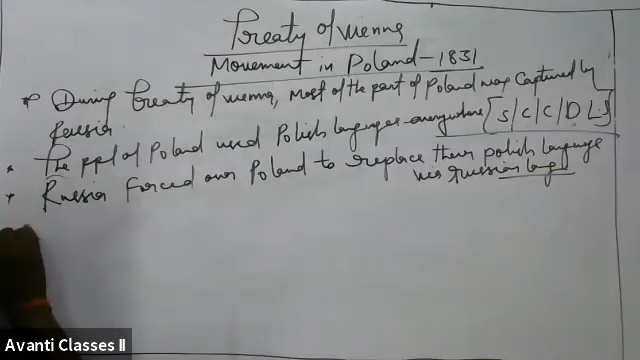 Treaty of Vienna
Movement in Poland - 1831
* During treaty of Vienna, Most of the part of Poland was captured by
Russia
* The ppl of Poland used Polish languages everywhere [S/C/C/D L]
* Russia Forced over Poland to replace their polish language
via Russian lang
Avanti Classes II